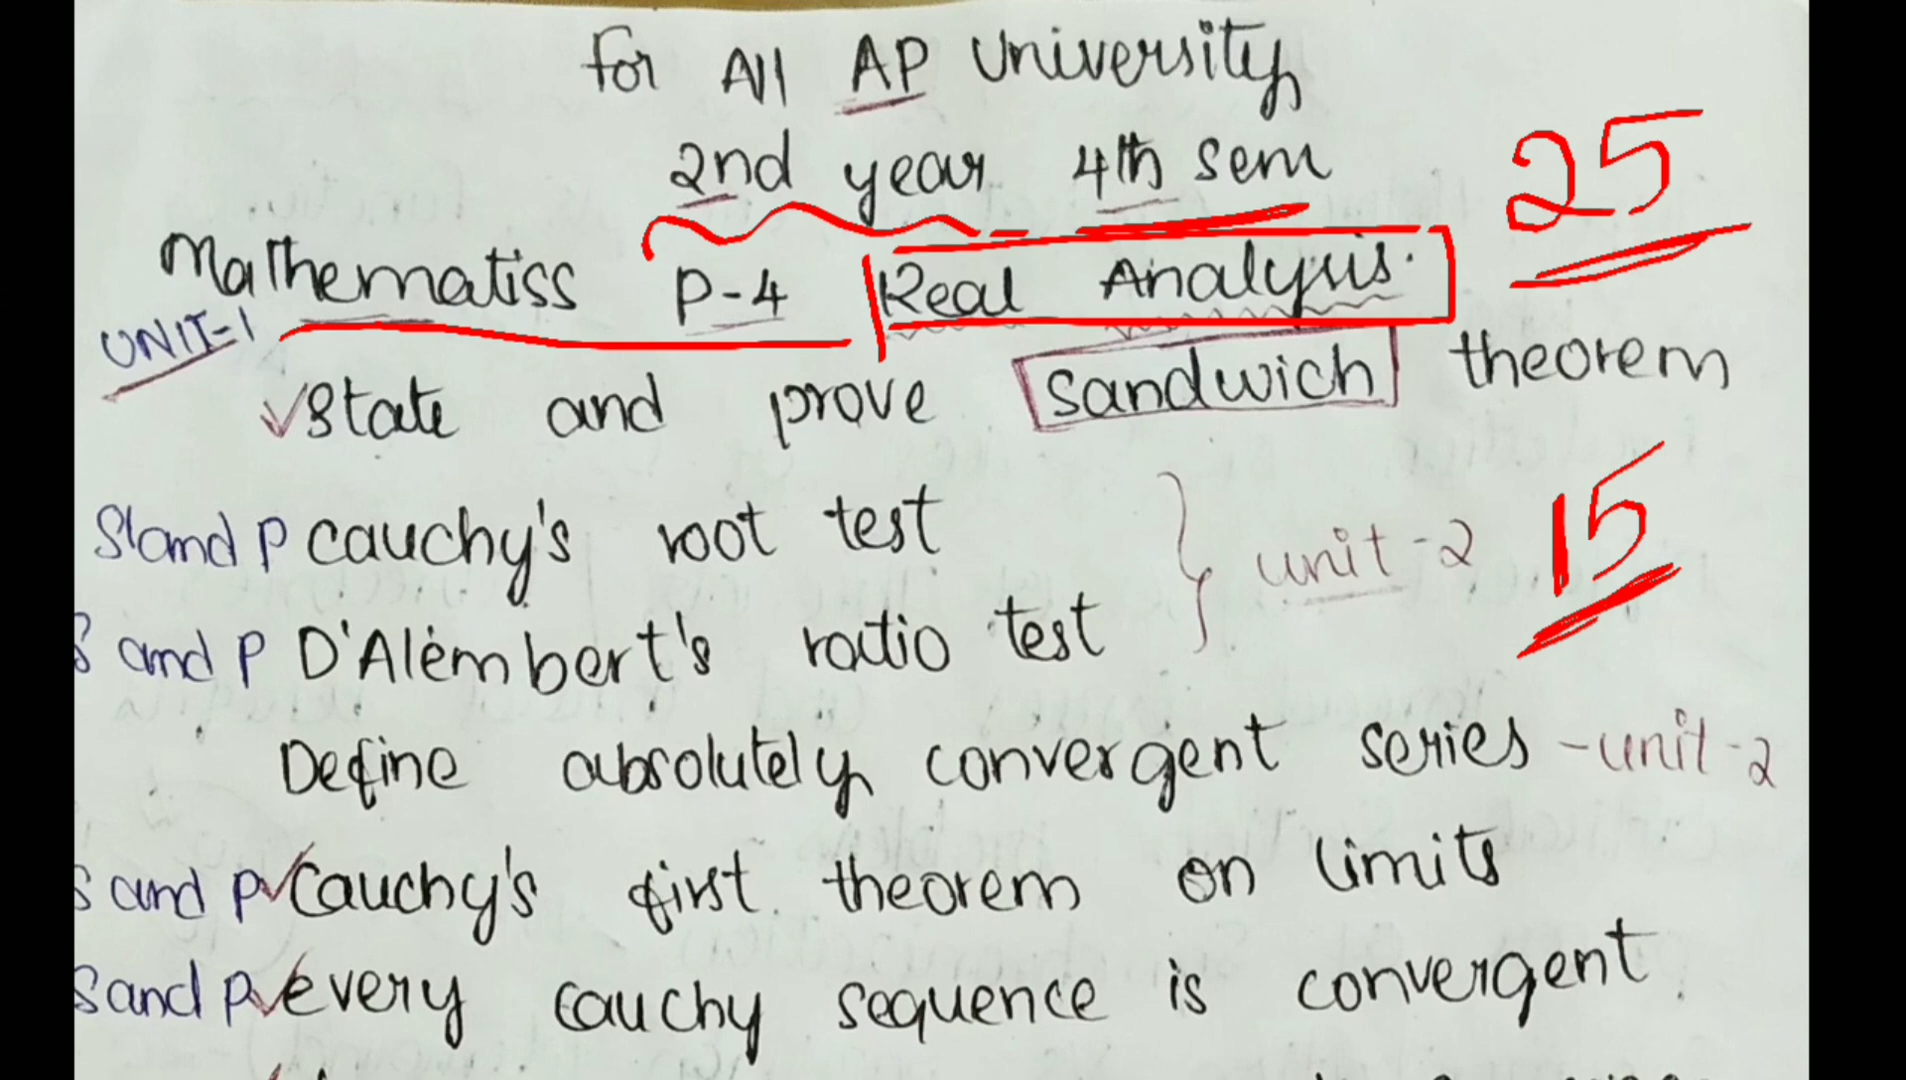 For All AP University
2nd year 4th sem
25
Mathematiss P-4 Real Analysis.
UNIT-1
State and prove Sandwich theorem
S and P Cauchy's root test
unit-2
15
S and P D'Alembert's ratio test
Define absolutely convergent series -unit-2
S and P Cauchy's first theorem on limits
S and P every Cauchy sequence is convergent.